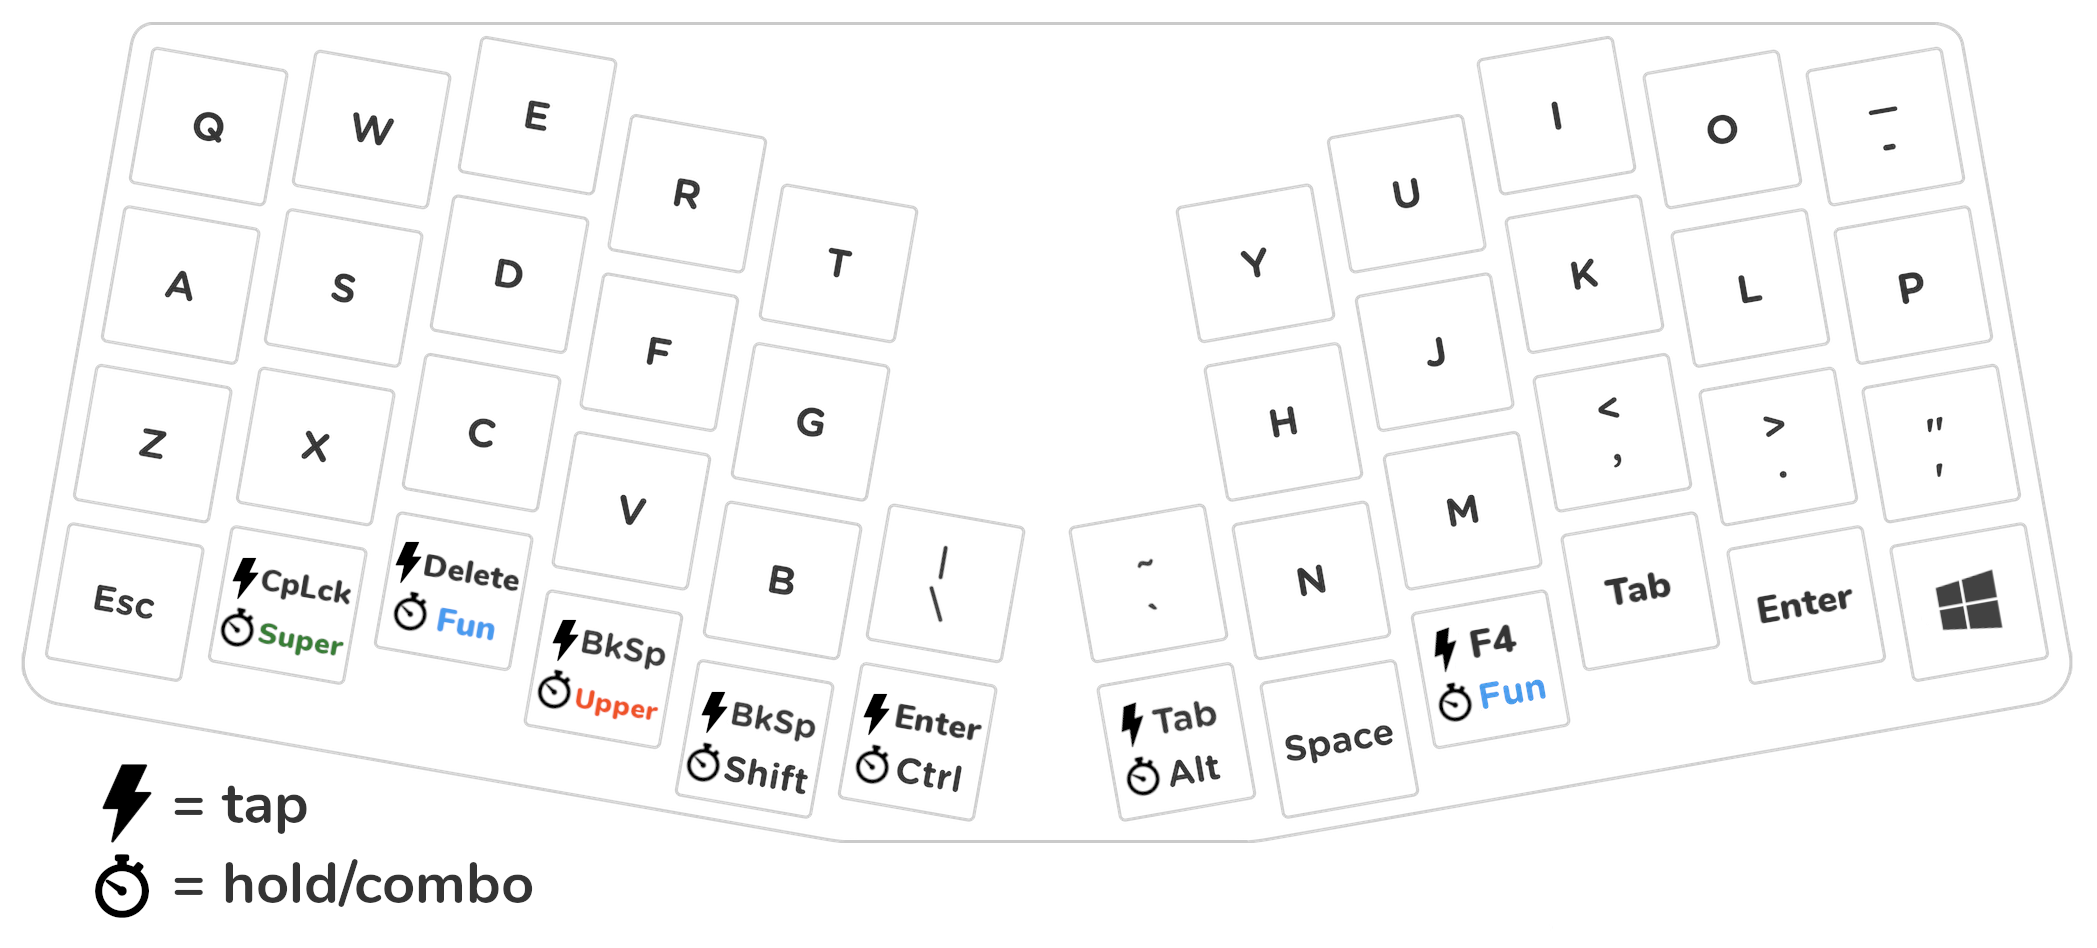 Q W E R T Y U I O _ -
A S D F G H J K L P
Z X C V B | \ ~ ` N M < , > . " '
Esc
CpLck
Super
Delete
Fun
BkSp
Upper
BkSp
Shift
Enter
Ctrl
Tab
Alt
Space
F4
Fun
Tab
Enter
= tap
= hold/combo